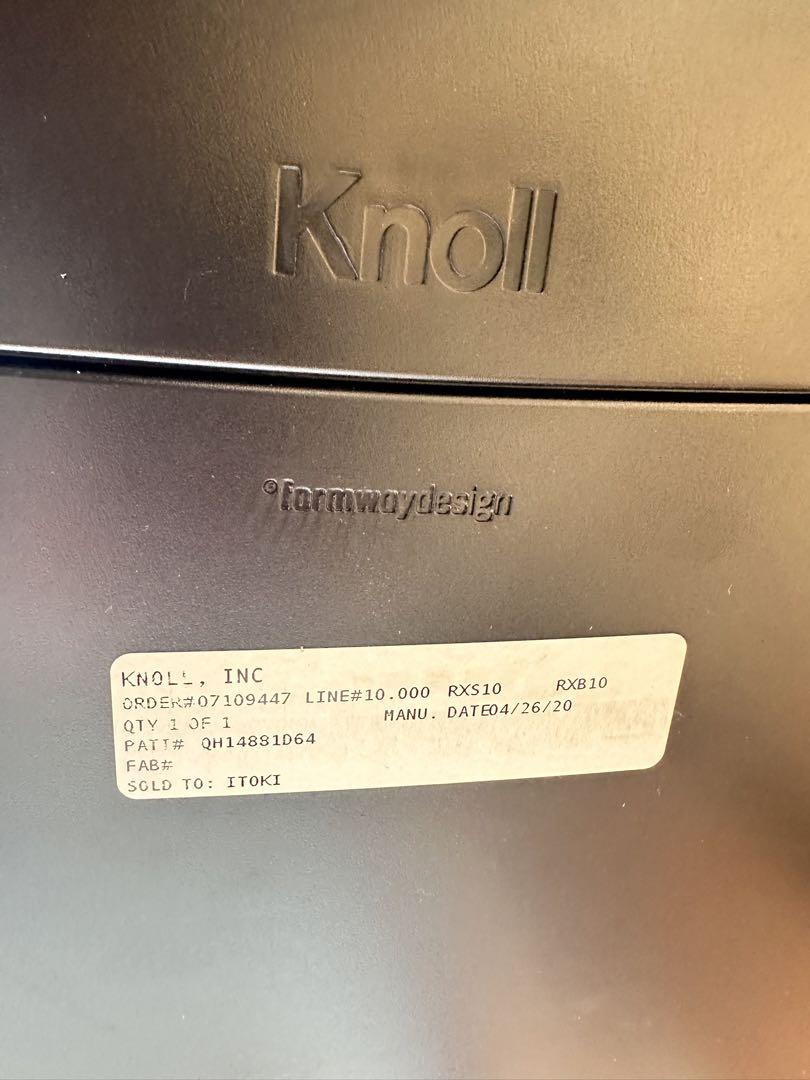 Knoll
©formwaydesign
KNOLL, INC
ORDER#07109447 LINE#10.000 RXS10 RXB10
QTY 1 OF 1 MANU. DATE04/26/20
PATT# QH14881D64
FAB#
SOLD TO: ITOKI